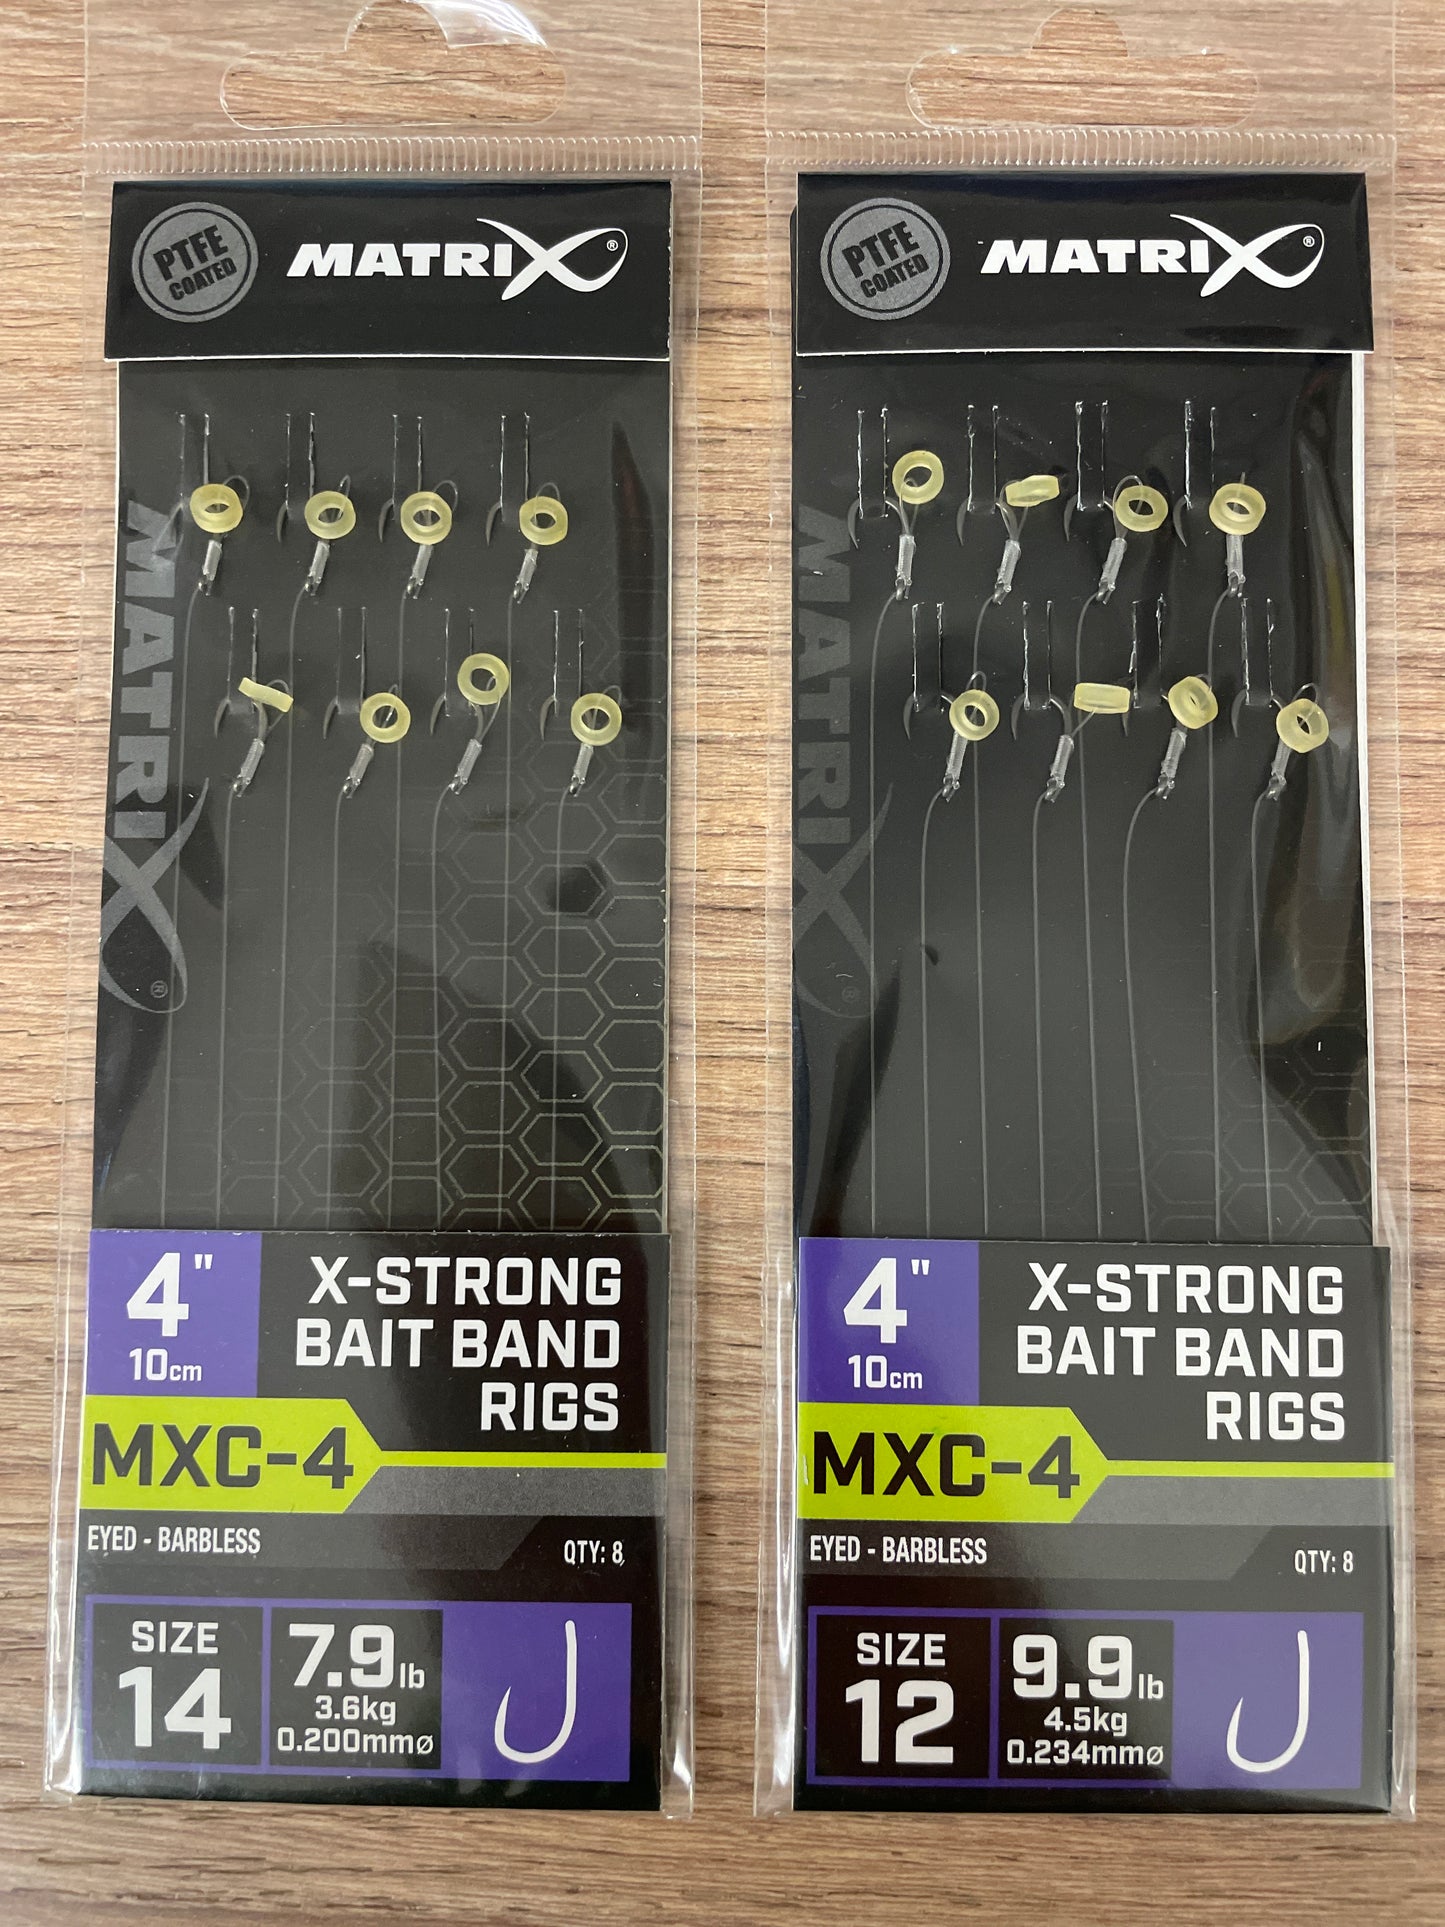 PTFE
COATED
MATRIX®
MATRIX®
4"
10cm
X-STRONG
BAIT BAND
RIGS
MXC-4
EYED - BARBLESS
QTY: 8
SIZE
14
7.9lb
3.6kg
0.200mmø
PTFE
COATED
MATRIX®
MATRIX®
4"
10cm
X-STRONG
BAIT BAND
RIGS
MXC-4
EYED - BARBLESS
QTY: 8
SIZE
12
9.9lb
4.5kg
0.234mmø